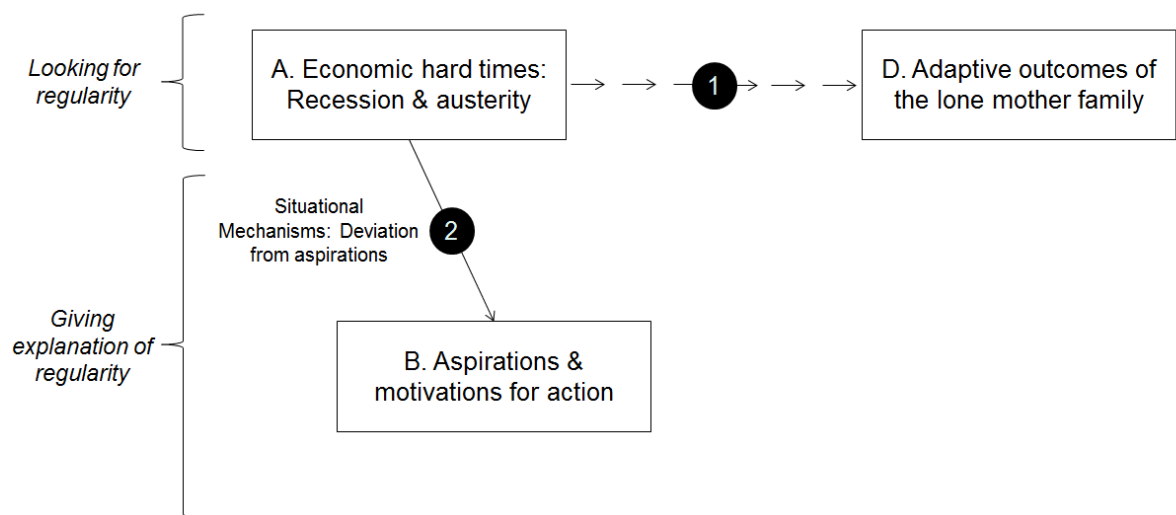 Looking for
regularity
A. Economic hard times:
Recession & austerity
1
D. Adaptive outcomes of
the lone mother family
Situational
Mechanisms: Deviation
from aspirations
2
Giving
explanation of
regularity
B. Aspirations &
motivations for action